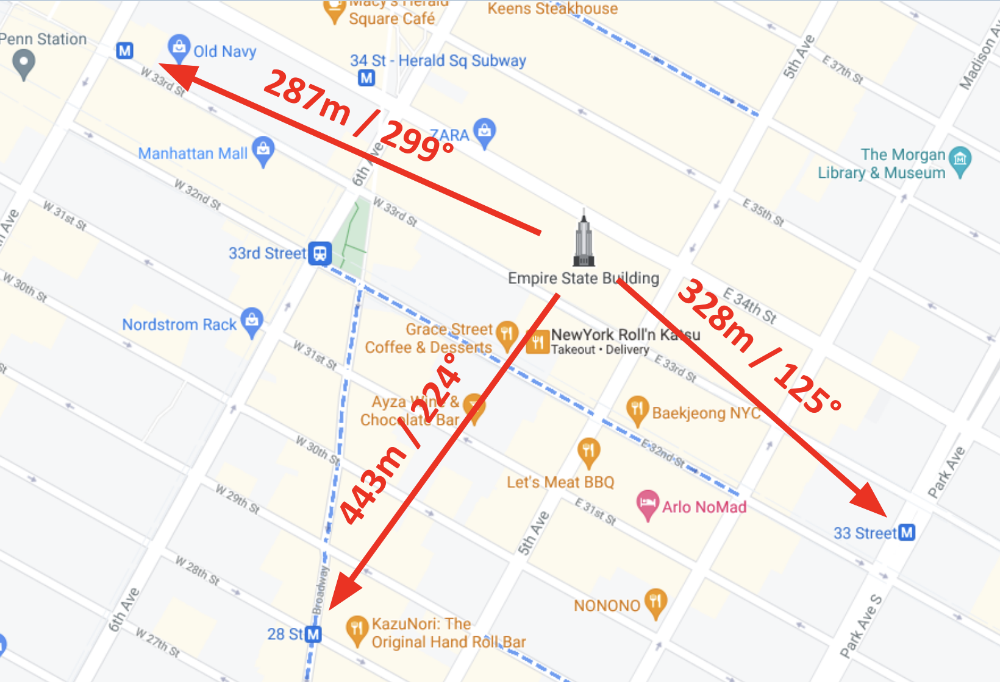 Macy's Herald
Square Café
Keens Steakhouse
Penn Station
M
Old Navy
34 St - Herald Sq Subway
M
5th Ave
E 37th St
Madison Av
W 33rd St
287m / 299°
ZARA
Manhattan Mall
6th Ave
The Morgan
Library & Museum
M
W 32nd St
W 33rd St
E 35th St
W 31st St
Ave
33rd Street
Empire State Building
328m / 125°
W 30th St
E 34th St
Nordstrom Rack
Grace Street
Coffee & Desserts
NewYork Roll'n Katsu
Takeout • Delivery
W 31st St
E 33rd St
St
443m / 224°
Ayza Wine &
Chocolate Bar
Baekjeong NYC
W 30th St
E 32nd St
Let's Meat BBQ
Park Ave
W 29th St
Arlo NoMad
E 31st St
5th Ave
33 Street
M
W 28th St
Broadway
6th Ave
NONONO
Park Ave S
28 St
M
KazuNori: The
Original Hand Roll Bar
W 27th St